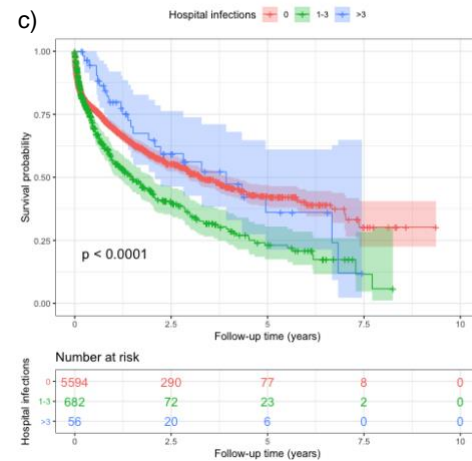 c)
Hospital infections 0 1-3 >3
1.00
0.75
0.50
0.25
0.00
Survival probability
p < 0.0001
0 2.5 5 7.5 10
Follow-up time (years)
Number at risk
Hospital infections
0 5594 290 77 8 0
1-3 682 72 23 2 0
>3 56 20 6 0 0
0 2.5 5 7.5 10
Follow-up time (years)